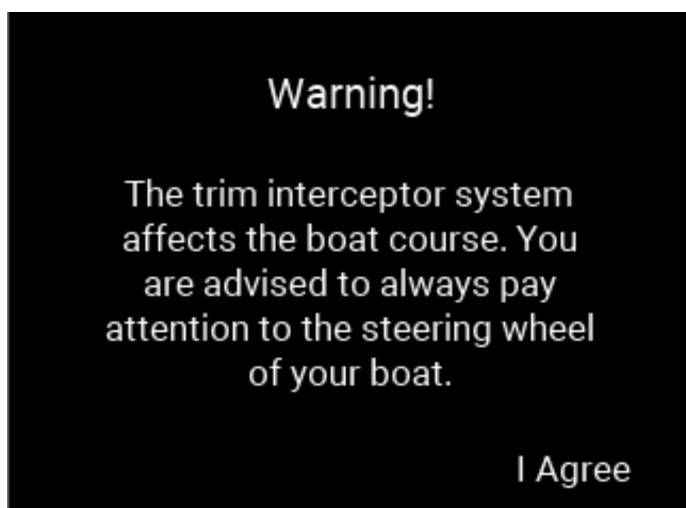 Warning!
The trim interceptor system
affects the boat course. You
are advised to always pay
attention to the steering wheel
of your boat.
I Agree